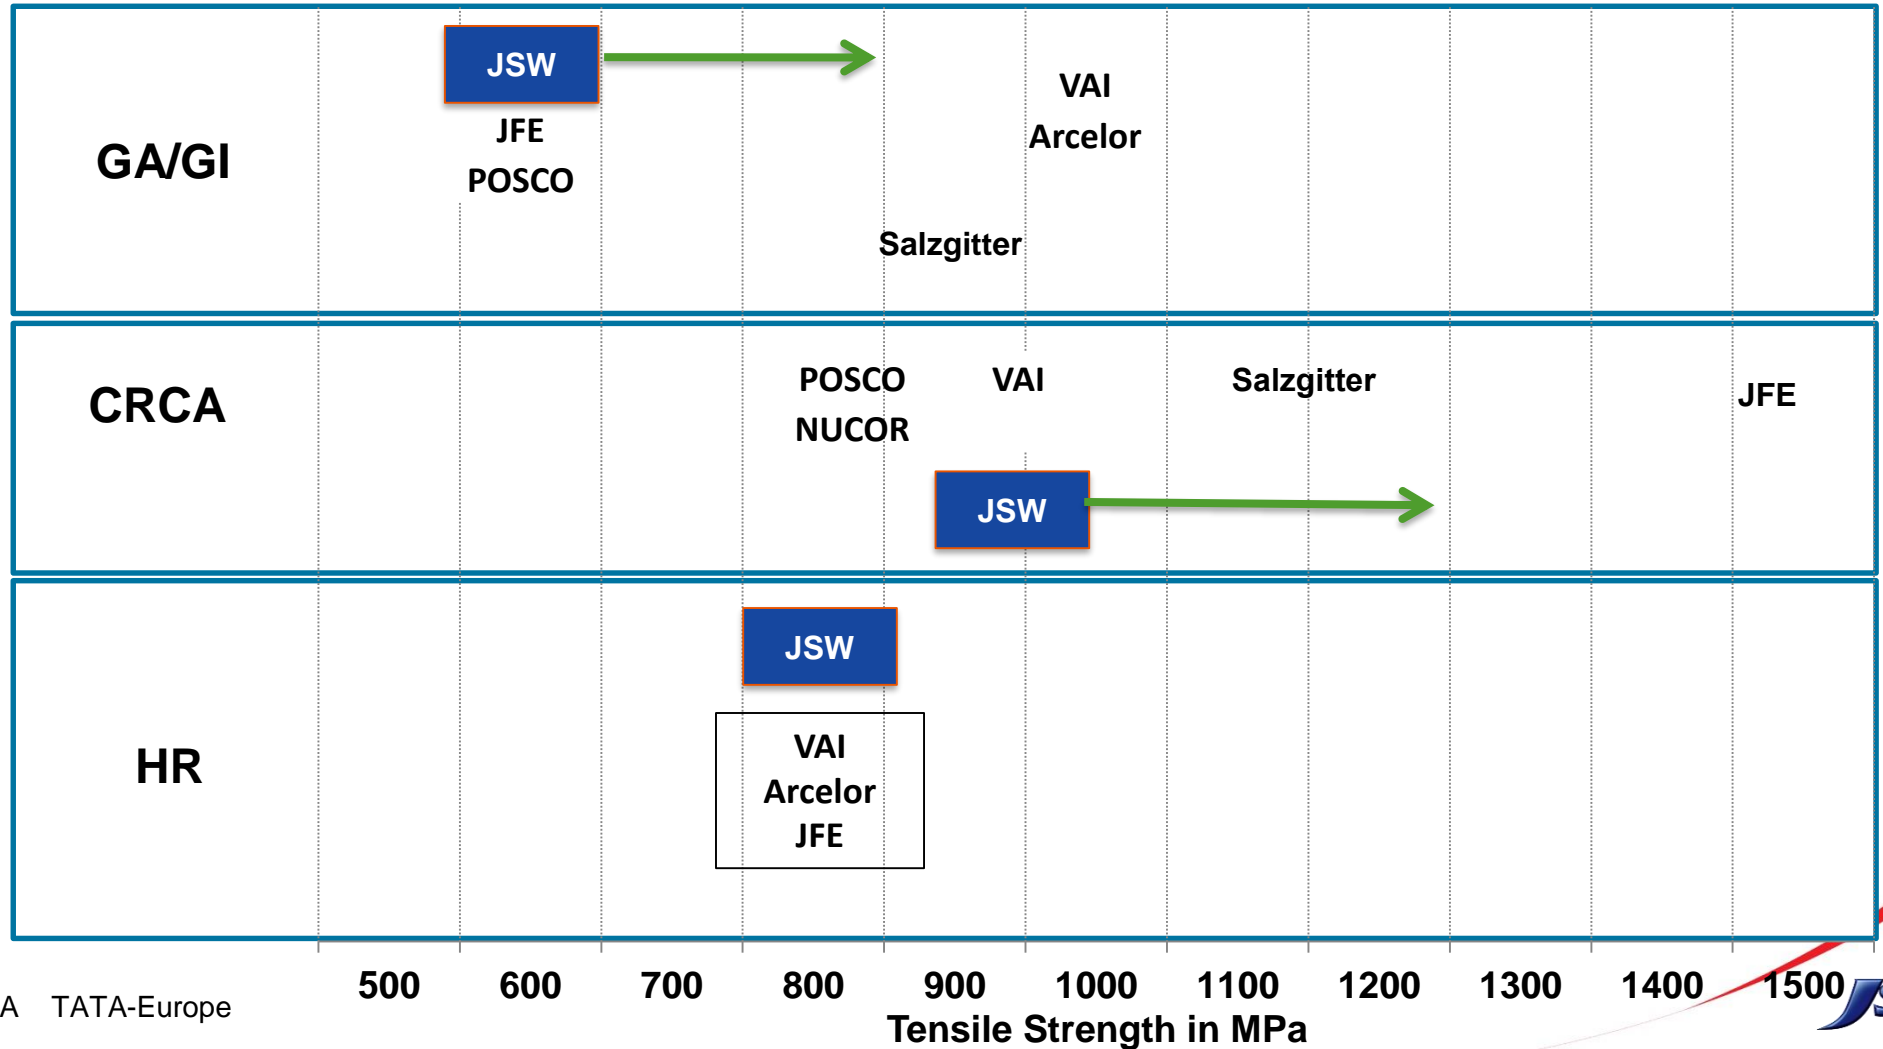 GA/GI
JSW
JFE
POSCO
VAI
Arcelor
Salzgitter
CRCA
POSCO
NUCOR
VAI
Salzgitter
JFE
JSW
HR
JSW
VAI
Arcelor
JFE
500 600 700 800 900 1000 1100 1200 1300 1400 1500
Tensile Strength in MPa
A TATA-Europe
JS